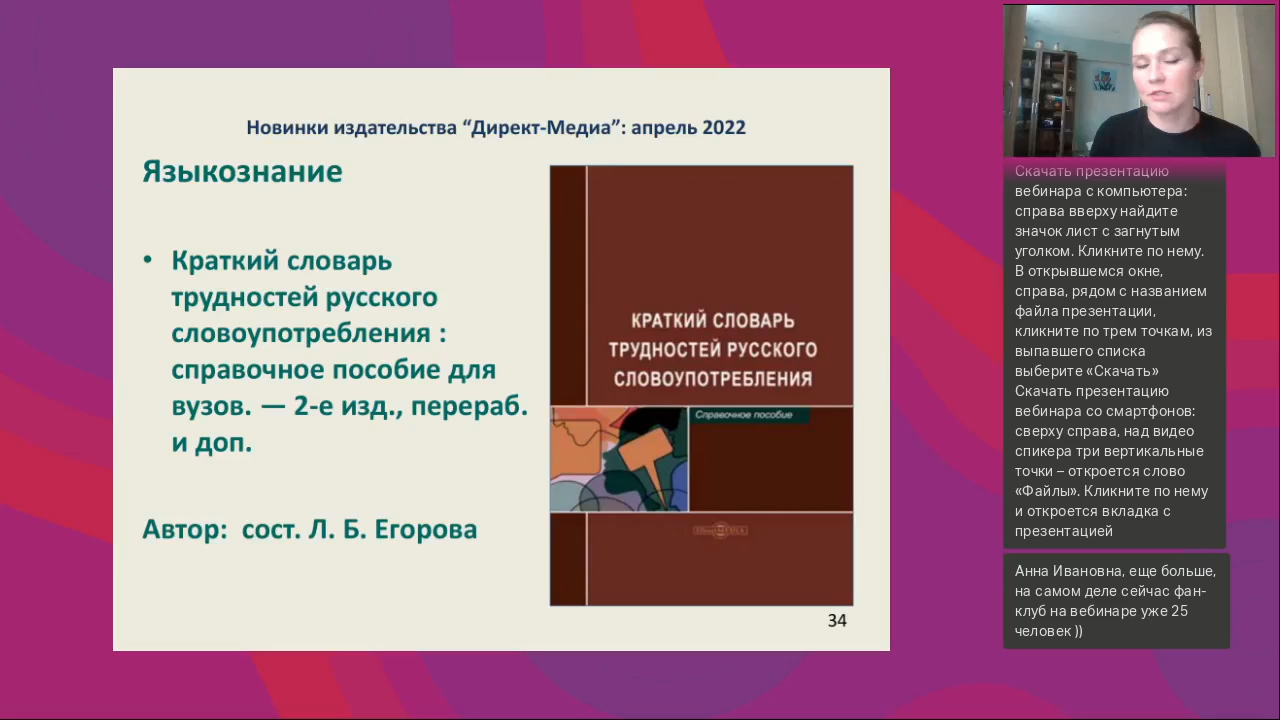 Новинки издательства “Директ-Медиа”: апрель 2022
Языкознание
• Краткий словарь
трудностей русского
словоупотребления :
справочное пособие для
вузов. — 2-е изд., перераб.
и доп.
Автор: сост. Л. Б. Егорова
КРАТКИЙ СЛОВАРЬ
ТРУДНОСТЕЙ РУССКОГО
СЛОВОУПОТРЕБЛЕНИЯ
Справочное пособие
34
Скачать презентацию
вебинара с компьютера:
справа вверху найдите
значок лист с загнутым
уголком. Кликните по нему.
В открывшемся окне,
справа, рядом с названием
файла презентации,
кликните по трем точкам, из
выпавшего списка
выберите «Скачать»
Скачать презентацию
вебинара со смартфонов:
сверху справа, над видео
спикера три вертикальные
точки – откроется слово
«Файлы». Кликните по нему
и откроется вкладка с
презентацией
Анна Ивановна, еще больше,
на самом деле сейчас фан-
клуб на вебинаре уже 25
человек ))